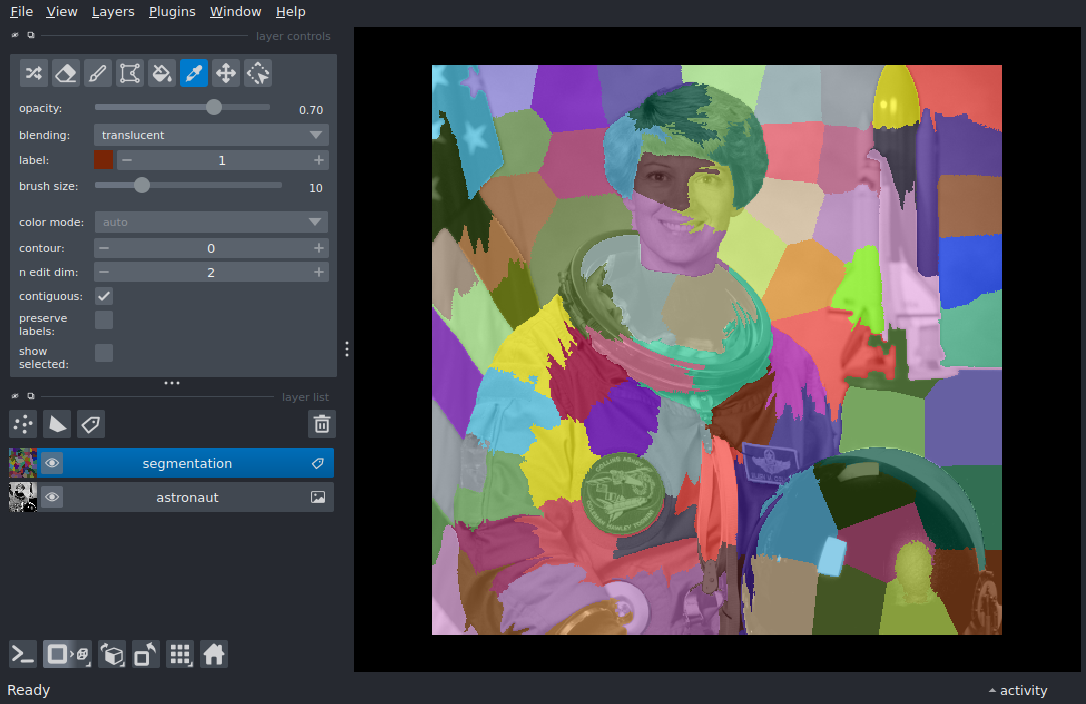 File View Layers Plugins Window Help
layer controls
opacity: 0.70
blending: translucent
label: 1
brush size: 10
color mode: auto
contour: 0
n edit dim: 2
contiguous:
preserve
labels:
show
selected:
layer list
segmentation
astronaut
Ready
activity